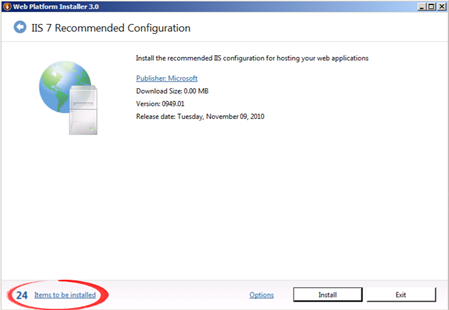 Web Platform Installer 3.0
IIS 7 Recommended Configuration
Install the recommended IIS configuration for hosting your web applications
Publisher: Microsoft
Download Size: 0.00 MB
Version: 0949.01
Release date: Tuesday, November 09, 2010
24 Items to be installed
Options
Install
Exit